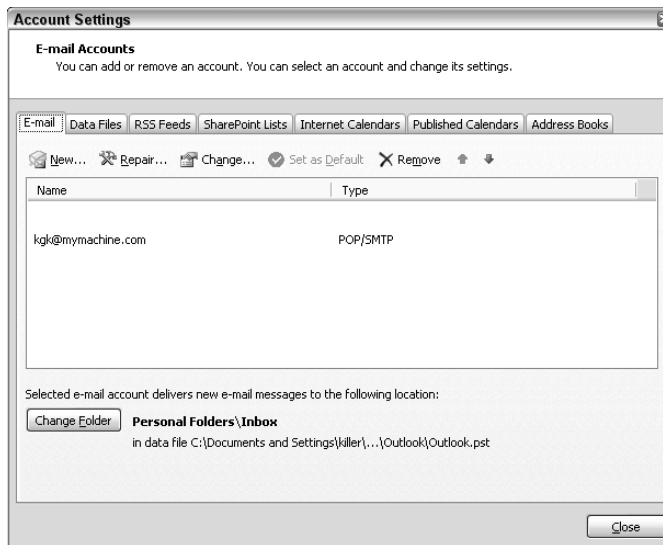 Account Settings
E-mail Accounts
You can add or remove an account. You can select an account and change its settings.
E-mail Data Files RSS Feeds SharePoint Lists Internet Calendars Published Calendars Address Books
New... Repair... Change... Set as Default Remove
Name Type
kgk@mymachine.com POP/SMTP
Selected e-mail account delivers new e-mail messages to the following location:
Change Folder Personal Folders\Inbox
in data file C:\Documents and Settings\killer\...\Outlook\Outlook.pst
Close